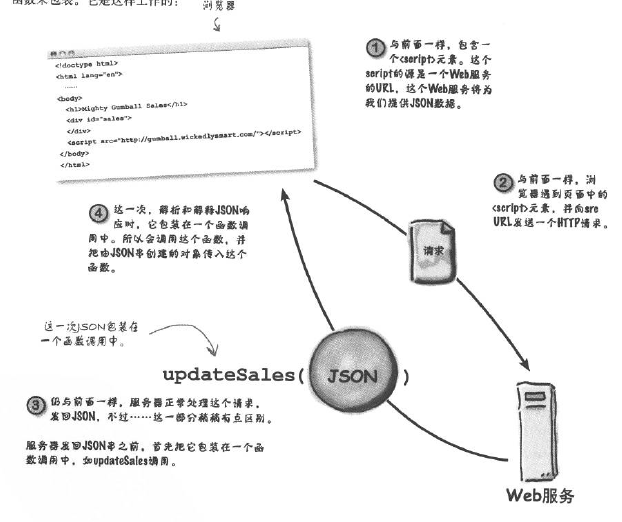 函数来包装。它是这样工作的：
浏览器
<!doctype html>
<html lang="en">
......
<body>
<h1>Mighty Gumball Sales</h1>
<div id="sales">
</div>
<script src="http://gumball.wickedlysmart.com/"></script>
</body>
</html>
① 与前面一样，包含一
个<script>元素。这个
script的源是一个Web服务
的URL，这个Web服务将为
我们提供JSON数据。
② 与前面一样，浏
览器遇到页面中的
<script>元素，并向src
URL发送一个HTTP请求。
请求
④ 这一次，解析和解释JSON响
应时，它包装在一个函数调
用中。所以会调用这个函数，并
把由JSON串创建的对象传入这个
函数。
这一次JSON包装在
一个函数调用中。
updateSales( JSON )
③ 仍与前面一样，服务器正常处理这个请求，
发回JSON，不过……这一部分稍稍有点区别。
服务器发回JSON串之前，首先把它包装在一个函
数调用中，如updateSales调用。
Web服务